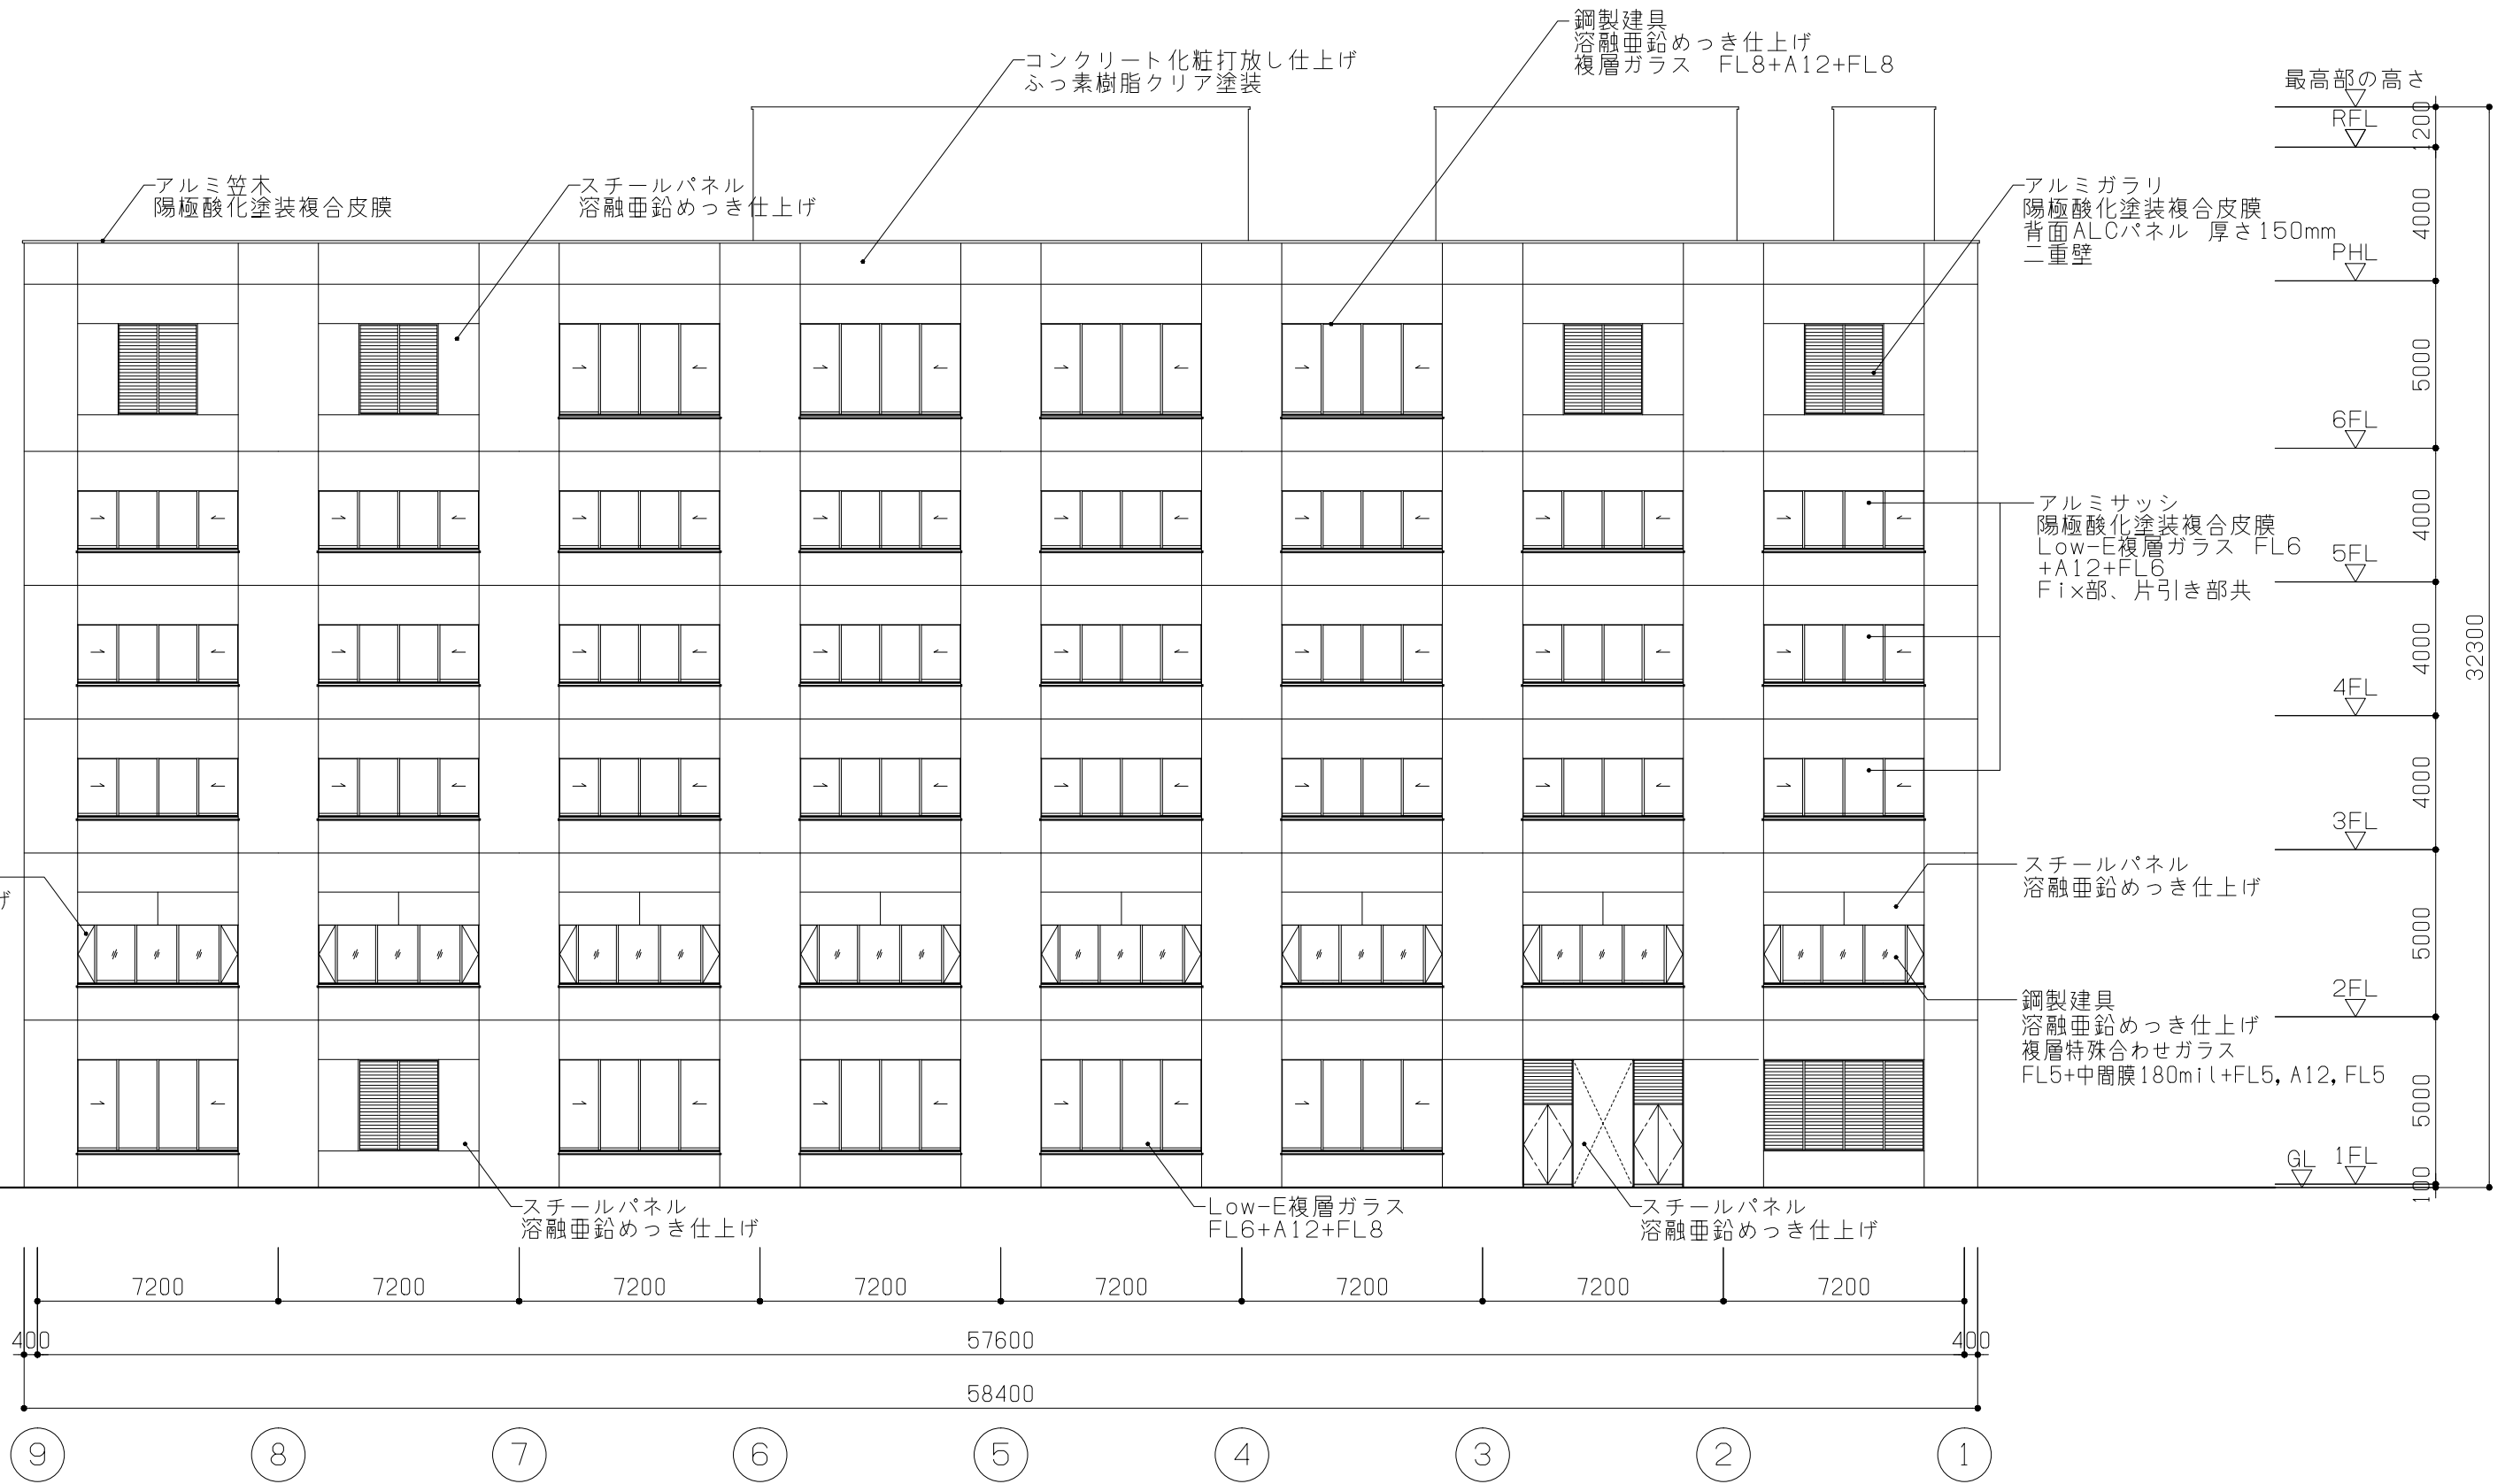 鋼製建具
溶融亜鉛めっき仕上げ
複層ガラス FL8+A12+FL8
コンクリート化粧打放し仕上げ
ふっ素樹脂クリア塗装
最高部の高さ
1200
RFL
アルミ笠木
陽極酸化塗装複合皮膜
スチールパネル
溶融亜鉛めっき仕上げ
アルミガラリ
陽極酸化塗装複合皮膜
背面ALCパネル 厚さ150mm
二重壁
4000
PHL
5000
6FL
アルミサッシ
陽極酸化塗装複合皮膜
Low-E複層ガラス FL6
+A12+FL6
Fix部、片引き部共
4000
5FL
4000
32300
4FL
4000
3FL
スチールパネル
溶融亜鉛めっき仕上げ
げ
5000
2FL
鋼製建具
溶融亜鉛めっき仕上げ
複層特殊合わせガラス
FL5+中間膜180mil+FL5, A12, FL5
5000
GL
1FL
100
スチールパネル
溶融亜鉛めっき仕上げ
Low-E複層ガラス
FL6+A12+FL8
スチールパネル
溶融亜鉛めっき仕上げ
7200 7200 7200 7200 7200 7200 7200 7200
400 57600 400
58400
9 8 7 6 5 4 3 2 1